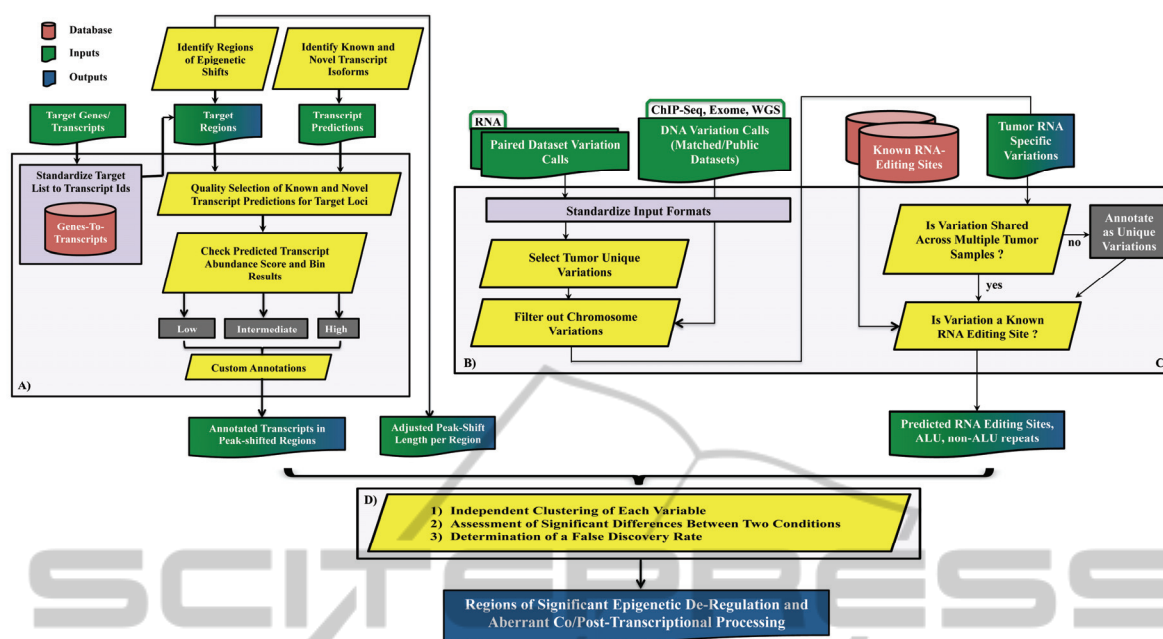 Database
Inputs
Outputs
Identify Regions
of Epigenetic
Shifts
Identify Known and
Novel Transcript
Isoforms
Target Genes/
Transcripts
Target
Regions
Transcript
Predictions
Standardize Target
List to Transcript Ids
Genes-To-
Transcripts
Quality Selection of Known and Novel
Transcript Predictions for Target Loci
Check Predicted Transcript
Abundance Score and Bin
Results
Low
Intermediate
High
Custom Annotations
A)
Annotated Transcripts in
Peak-shifted Regions
Adjusted Peak-Shift
Length per Region
RNA
Paired Dataset Variation
Calls
ChIP-Seq, Exome, WGS
DNA Variation Calls
(Matched/Public
Datasets)
Standardize Input Formats
Select Tumor Unique
Variations
Filter out Chromosome
Variations
B)
Known RNA-
Editing Sites
Tumor RNA
Specific
Variations
Is Variation Shared
Across Multiple Tumor
Samples ?
no
Annotate
as Unique
Variations
yes
Is Variation a Known
RNA Editing Site ?
C
Predicted RNA Editing Sites,
ALU, non-ALU repeats
D)
1) Independent Clustering of Each Variable
2) Assessment of Significant Differences Between Two Conditions
3) Determination of a False Discovery Rate
Regions of Significant Epigenetic De-Regulation and
Aberrant Co/Post-Transcriptional Processing
SCITEPRESS